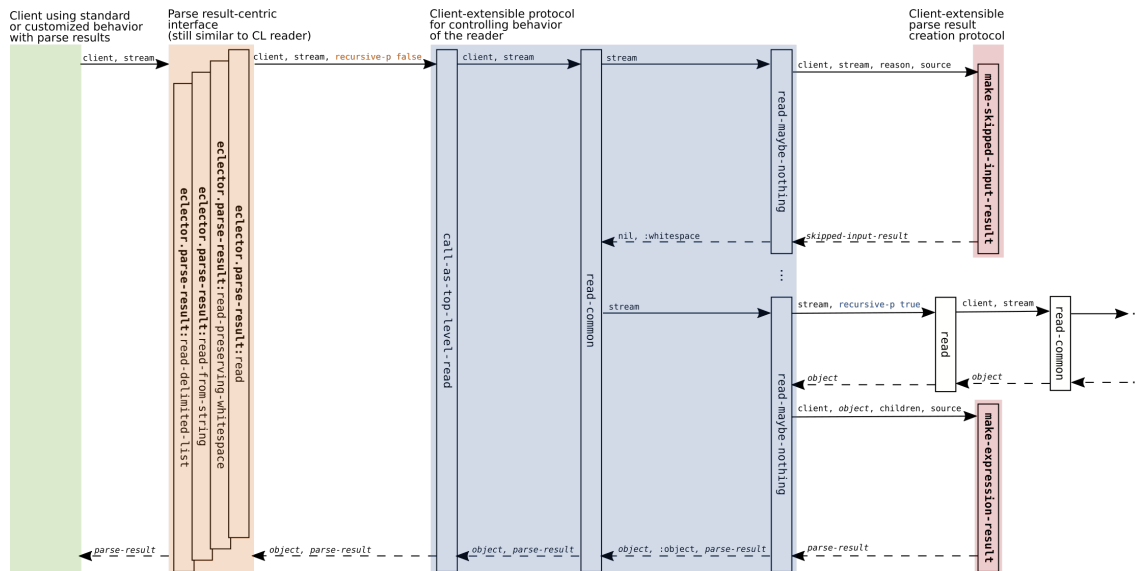 Client using standard
or customized behavior
with parse results
Parse result-centric
interface
(still similar to CL reader)
Client-extensible protocol
for controlling behavior
of the reader
Client-extensible
parse result
creation protocol
client, stream
client, stream, recursive-p false
client, stream
stream
client, stream, reason, source
eclector.parse-result:read-delimited-list
eclector.parse-result:read-from-string
eclector.parse-result:read-preserving-whitespace
eclector.parse-result:read
call-as-top-level-read
read-common
read-maybe-nothing
make-skipped-input-result
nil, :whitespace
skipped-input-result
...
stream
stream, recursive-p true
client, stream
read-maybe-nothing
read
read-common
object
object
client, object, children, source
make-expression-result
parse-result
object, parse-result
object, parse-result
object, :object, parse-result
parse-result